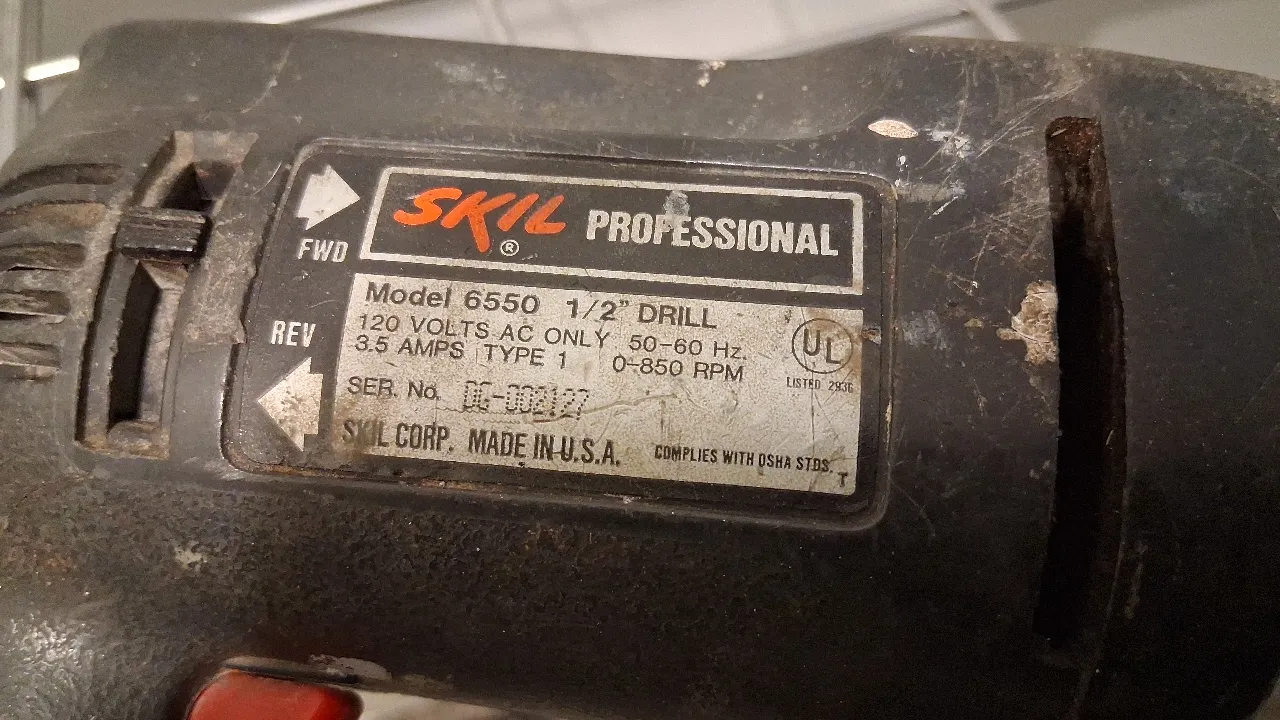 FWD
SKIL® PROFESSIONAL
REV
Model 6550 1/2" DRILL
120 VOLTS AC ONLY 50-60 Hz.
3.5 AMPS TYPE 1 0-850 RPM
UL
LISTED 293G
SER. No. DG-002127
SKIL CORP. MADE IN U.S.A. COMPLIES WITH OSHA STDS.
T